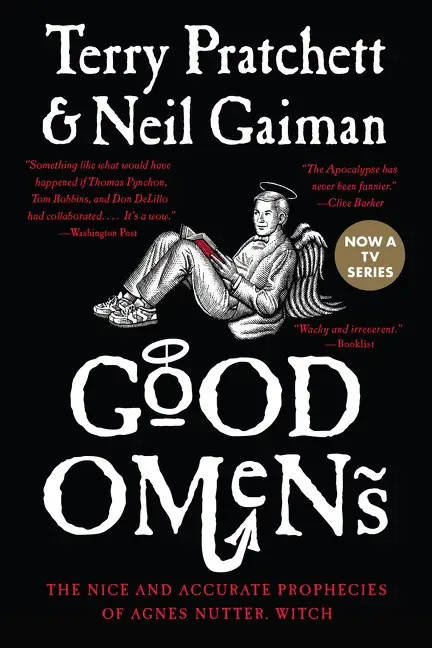 Terry Pratchett
& Neil Gaiman
"Something like what would have
happened if Thomas Pynchon,
Tom Robbins, and Don DeLillo
had collaborated. . . . It's a wow."
—Washington Post
"The Apocalypse has
never been funnier."
—Clive Barker
NOW A
TV
SERIES
"Wacky and irreverent."
—Booklist
GOOD
OMENS
THE NICE AND ACCURATE PROPHECIES
OF AGNES NUTTER, WITCH